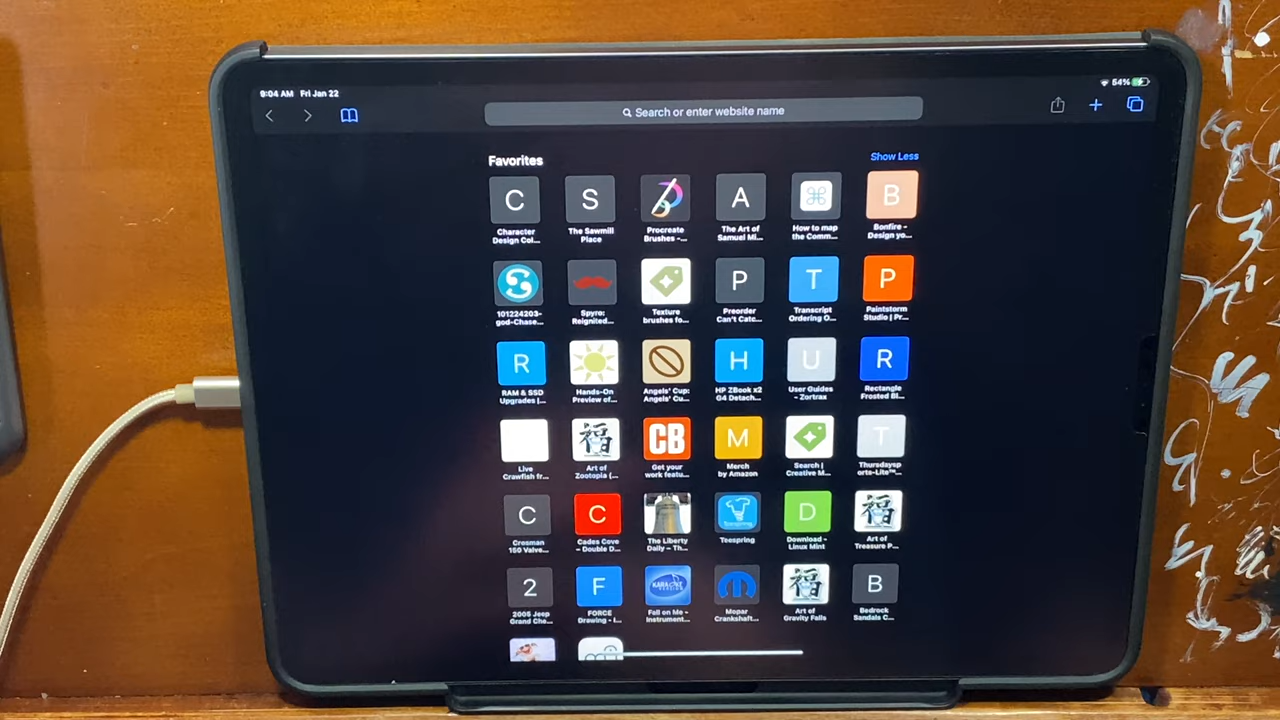 9:04 AM Fri Jan 22
54%
Search or enter website name
Favorites
Show Less
C
S
A
B
Character
Design Col...
The Sawmill
Place
Procreate
Brushes -...
The Art of
Samuel Mi...
How to map
the Comm...
Bonfire -
Design yo...
P
T
P
101224203-
god-Chase...
Spyro:
Reignited...
Texture
brushes fo...
Preorder
Can't Catc...
Transcript
Ordering O...
Paintstorm
Studio | Pr...
R
H
U
R
RAM & SSD
Upgrades |...
Hands-On
Preview of...
Angels' Cup:
Angels' Cu...
HP ZBook x2
G4 Detach...
User Guides
- Zortrax
Rectangle
Frosted Bl...
福
CB
M
T
Live
Crawfish fr...
Art of
Zootopia (...
Get your
work featu...
Merch
by Amazon
Search |
Creative M...
Thursdaysp
orts-Lite™...
C
C
Teespring
D
福
Crosman
150 Valve...
Cades Cove
– Double D...
The Liberty
Daily – Th...
Teespring
Download -
Linux Mint
Art of
Treasure P...
2
F
KARAOKE
VERSION
福
B
2005 Jeep
Grand Che...
FORCE
Drawing - I...
Fall on Me -
Instrument...
Mopar
Crankshaft...
Art of
Gravity Falls
Bedrock
Sandals C...